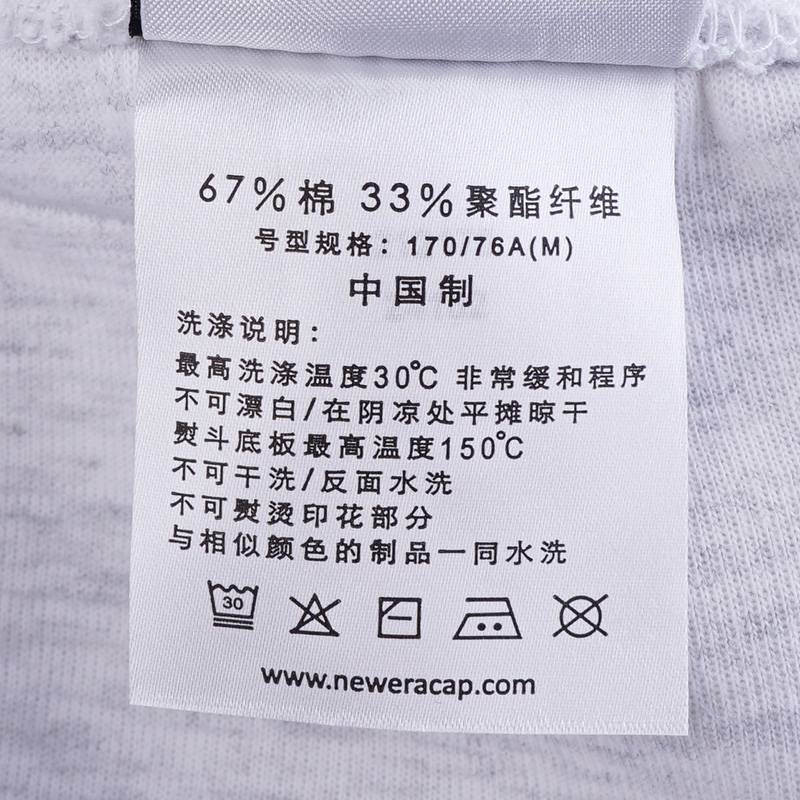 67%棉 33%聚酯纤维
号型规格：170/76A(M)
中国制
洗涤说明：
最高洗涤温度30℃ 非常缓和程序
不可漂白/在阴凉处平摊晾干
熨斗底板最高温度150℃
不可干洗/反面水洗
不可熨烫印花部分
与相似颜色的制品一同水洗
30
www.neweracap.com